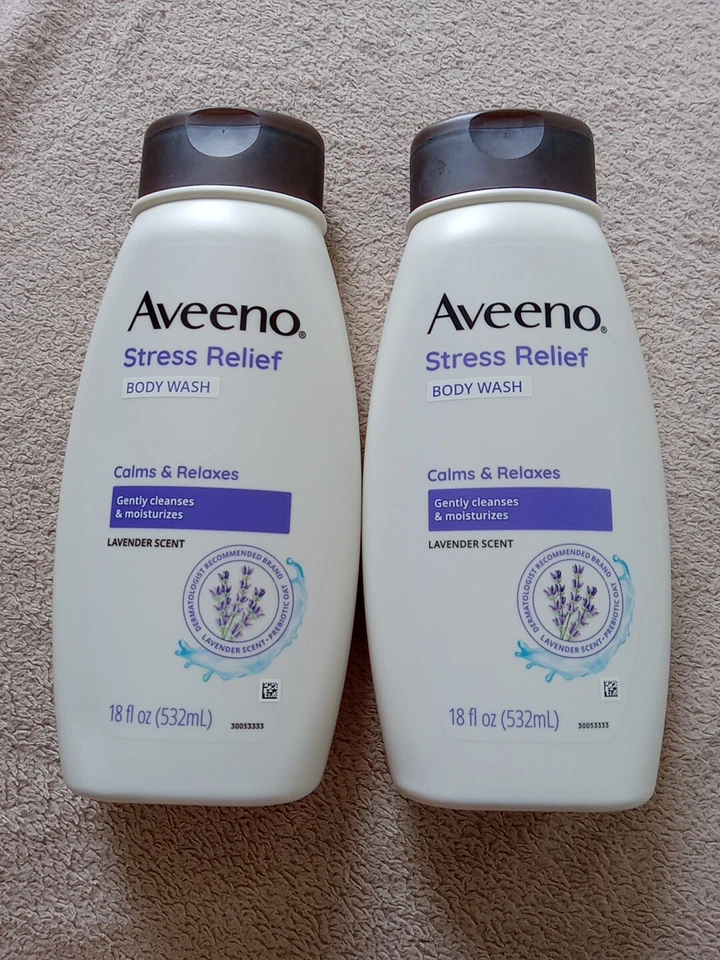 Aveeno®
Stress Relief
BODY WASH
Calms & Relaxes
Gently cleanses
& moisturizes
LAVENDER SCENT
DERMATOLOGIST RECOMMENDED BRAND
LAVENDER SCENT • PREBIOTIC OAT
18 fl oz (532mL)
30053333
Aveeno®
Stress Relief
BODY WASH
Calms & Relaxes
Gently cleanses
& moisturizes
LAVENDER SCENT
DERMATOLOGIST RECOMMENDED BRAND
LAVENDER SCENT • PREBIOTIC OAT
18 fl oz (532mL)
30053333